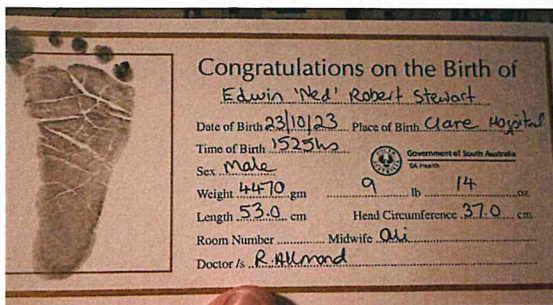 Congratulations on the Birth of
Edwin 'Ned' Robert Stewart
Date of Birth 23/10/23 Place of Birth Clare Hospital
Time of Birth 1525hs
Government of South Australia
SA Health
Sex Male
Weight 4470 gm 9 lb 14 oz
Length 53.0 cm Head Circumference 37.0 cm
Room Number Midwife Ali
Doctor/s R. Allmond